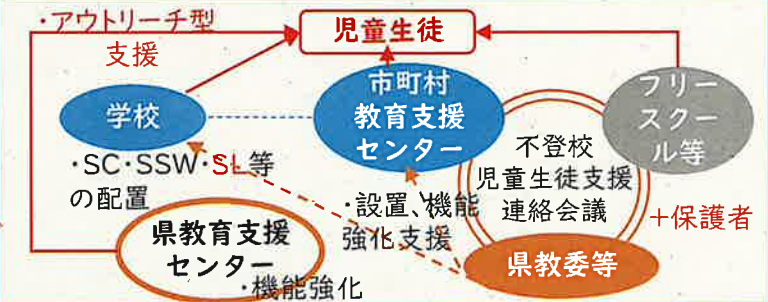 ・アウトリーチ型
支援
児童生徒
学校
市町村
教育支援
センター
フリー
スクー
ル等
・SC・SSW・SL等
の配置
・設置、機能
強化支援
不登校
児童生徒支援
連絡会議
+保護者
県教育支援
センター
・機能強化
県教委等